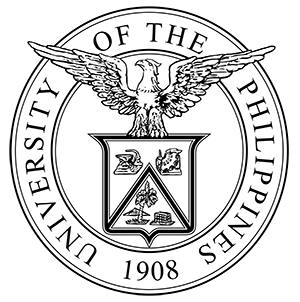 UNIVERSITY OF THE PHILIPPINES
1908